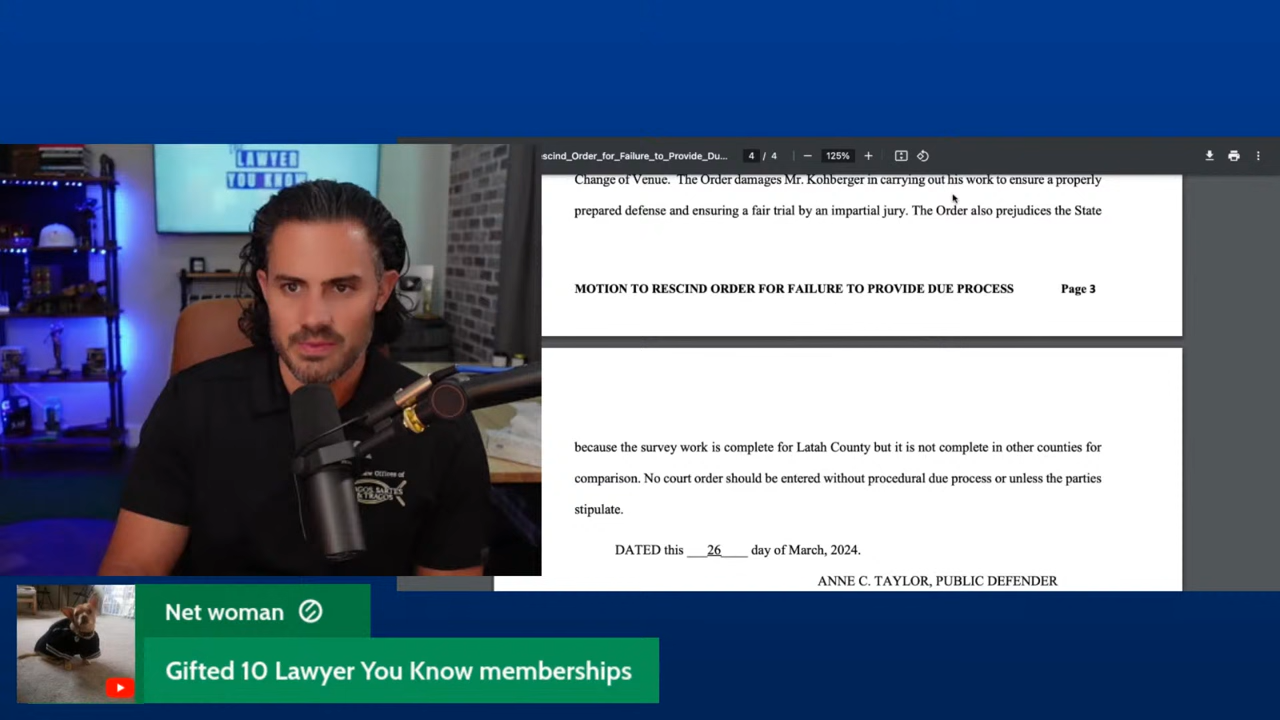 LAWYER
YOU KNOW
scind_Order_for_Failure_to_Provide_Du... 4 / 4 125%
Change of Venue. The Order damages Mr. Kohberger in carrying out his work to ensure a properly
prepared defense and ensuring a fair trial by an impartial jury. The Order also prejudices the State
MOTION TO RESCIND ORDER FOR FAILURE TO PROVIDE DUE PROCESS Page 3
because the survey work is complete for Latah County but it is not complete in other counties for
comparison. No court order should be entered without procedural due process or unless the parties
stipulate.
DATED this ___26____ day of March, 2024.
ANNE C. TAYLOR, PUBLIC DEFENDER
Offices of
& TRAGOS
Net woman
Gifted 10 Lawyer You Know memberships